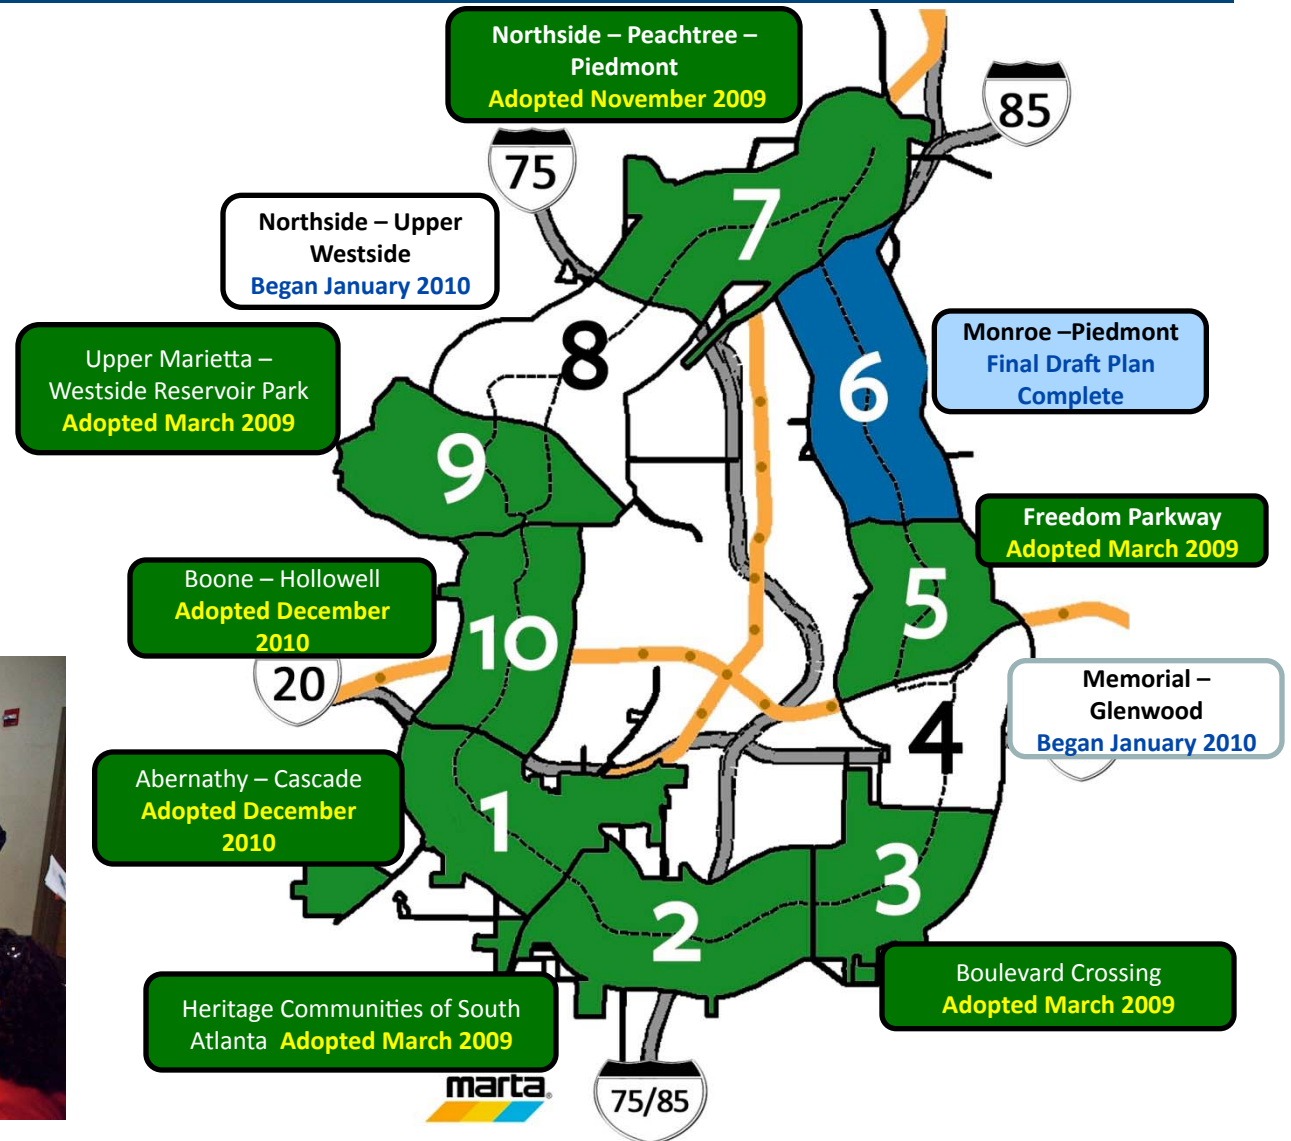 Northside – Peachtree –
Piedmont
Adopted November 2009
85
75
Northside – Upper
Westside
Began January 2010
7
Monroe –Piedmont
Final Draft Plan
Complete
Upper Marietta –
Westside Reservoir Park
Adopted March 2009
8
6
9
Freedom Parkway
Adopted March 2009
Boone – Hollowell
Adopted December
2010
5
10
20
Memorial –
Glenwood
Began January 2010
4
Abernathy – Cascade
Adopted December
2010
1
3
2
Boulevard Crossing
Adopted March 2009
Heritage Communities of South
Atlanta Adopted March 2009
marta®
75/85